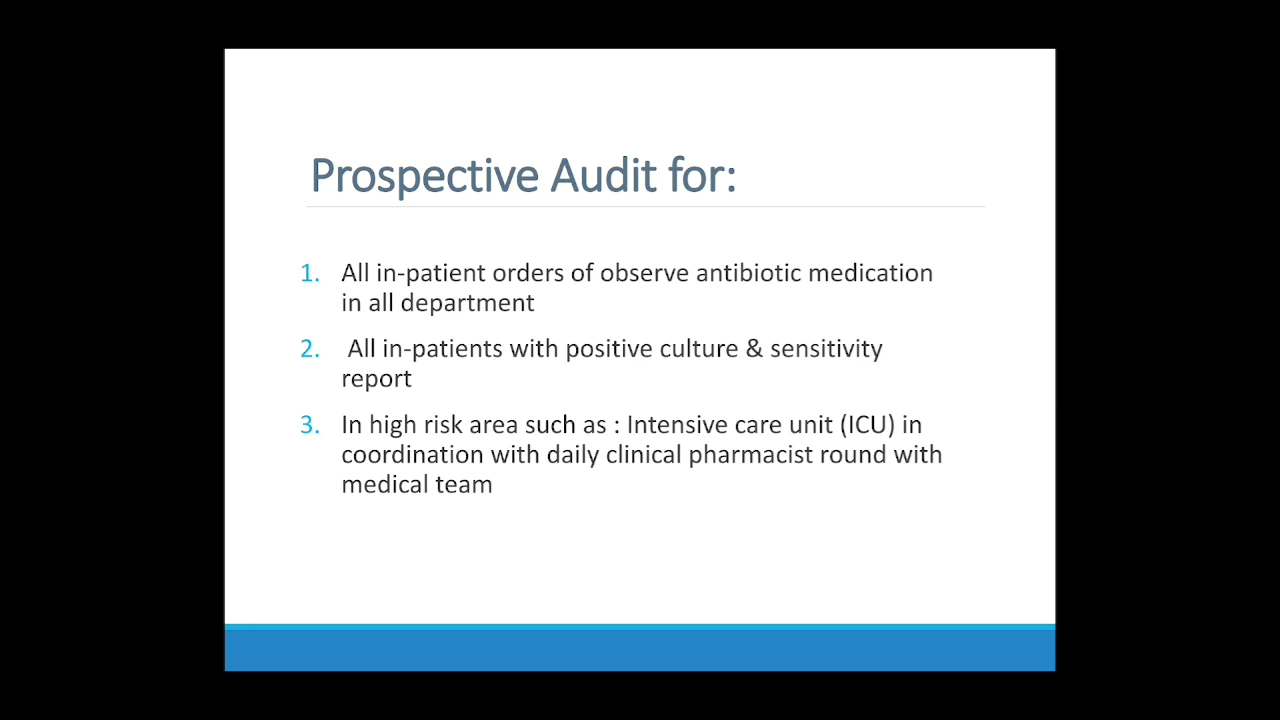 Prospective Audit for:
1. All in-patient orders of observe antibiotic medication
in all department
2. All in-patients with positive culture & sensitivity
report
3. In high risk area such as : Intensive care unit (ICU) in
coordination with daily clinical pharmacist round with
medical team